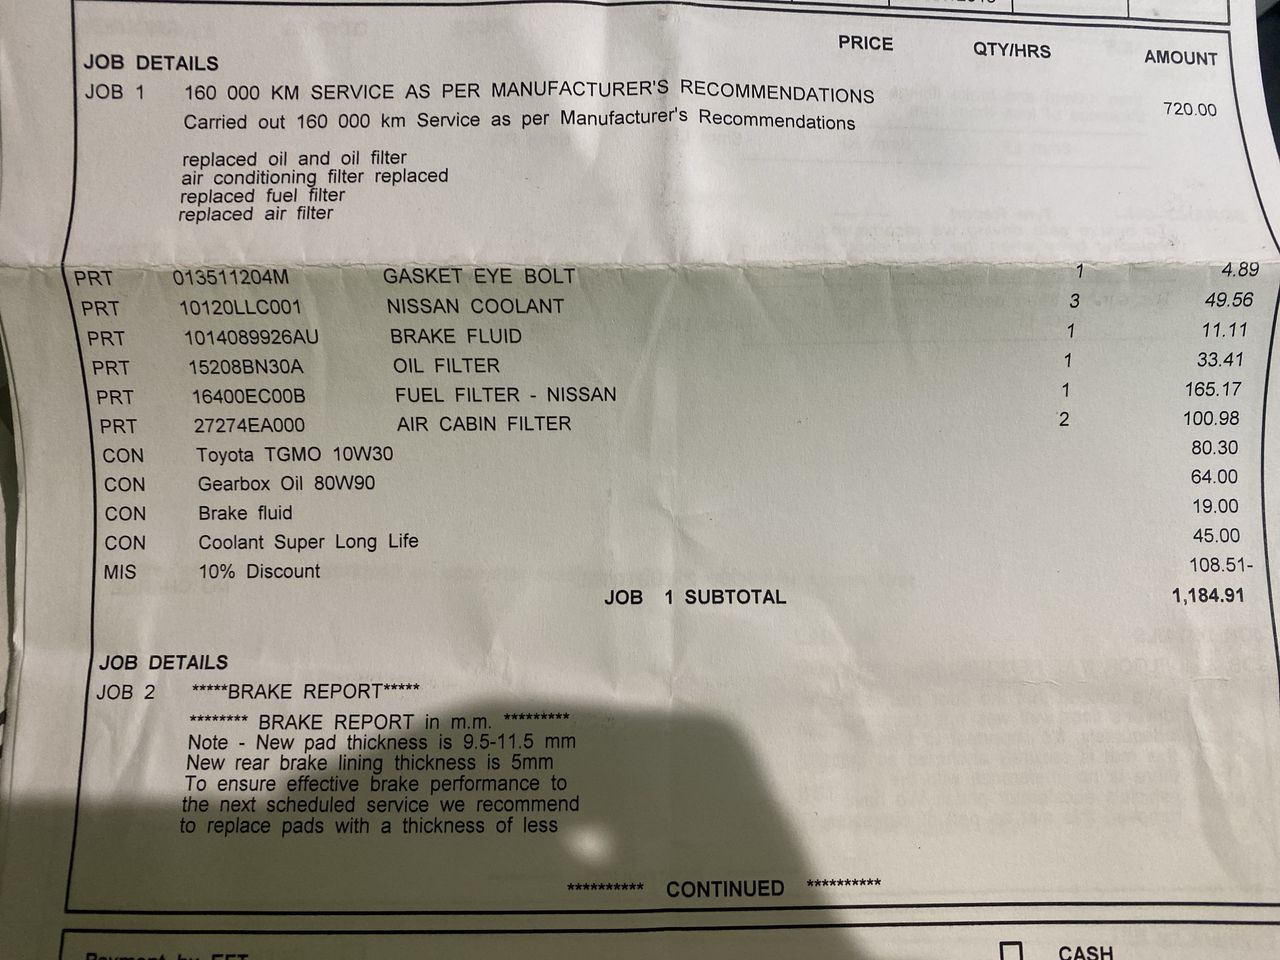 PRICE QTY/HRS AMOUNT
JOB DETAILS
JOB 1 160 000 KM SERVICE AS PER MANUFACTURER'S RECOMMENDATIONS 720.00
Carried out 160 000 km Service as per Manufacturer's Recommendations
replaced oil and oil filter
air conditioning filter replaced
replaced fuel filter
replaced air filter
PRT 013511204M GASKET EYE BOLT 1 4.89
PRT 10120LLC001 NISSAN COOLANT 3 49.56
PRT 1014089926AU BRAKE FLUID 1 11.11
PRT 15208BN30A OIL FILTER 1 33.41
PRT 16400EC00B FUEL FILTER - NISSAN 1 165.17
PRT 27274EA000 AIR CABIN FILTER 2 100.98
CON Toyota TGMO 10W30 80.30
CON Gearbox Oil 80W90 64.00
CON Brake fluid 19.00
CON Coolant Super Long Life 45.00
MIS 10% Discount 108.51-
JOB 1 SUBTOTAL 1,184.91
JOB DETAILS
JOB 2 *****BRAKE REPORT*****
******** BRAKE REPORT in m.m. *********
Note - New pad thickness is 9.5-11.5 mm
New rear brake lining thickness is 5mm
To ensure effective brake performance to
the next scheduled service we recommend
to replace pads with a thickness of less
********** CONTINUED **********
Payment by EFT CASH